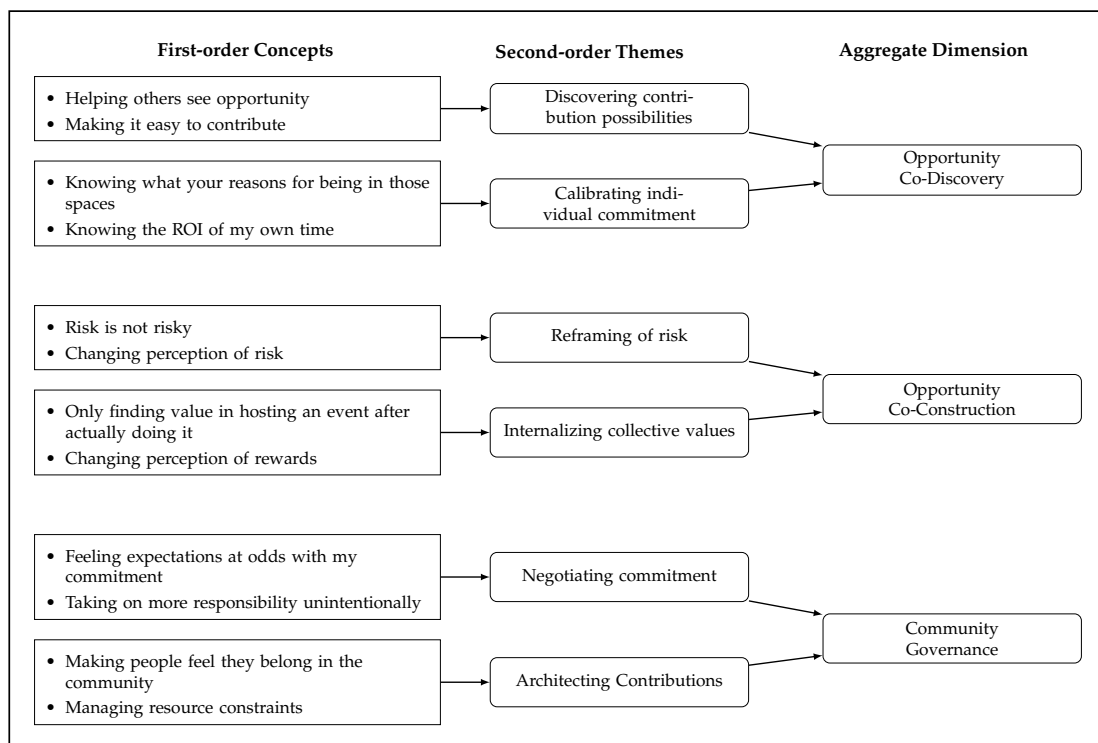 First-order Concepts
Second-order Themes
Aggregate Dimension
• Helping others see opportunity
• Making it easy to contribute
Discovering contri-
bution possibilities
Opportunity
Co-Discovery
• Knowing what your reasons for being in those
spaces
• Knowing the ROI of my own time
Calibrating indi-
vidual commitment
• Risk is not risky
• Changing perception of risk
Reframing of risk
Opportunity
Co-Construction
• Only finding value in hosting an event after
actually doing it
• Changing perception of rewards
Internalizing collective values
• Feeling expectations at odds with my
commitment
• Taking on more responsibility unintentionally
Negotiating commitment
Community
Governance
• Making people feel they belong in the
community
• Managing resource constraints
Architecting Contributions